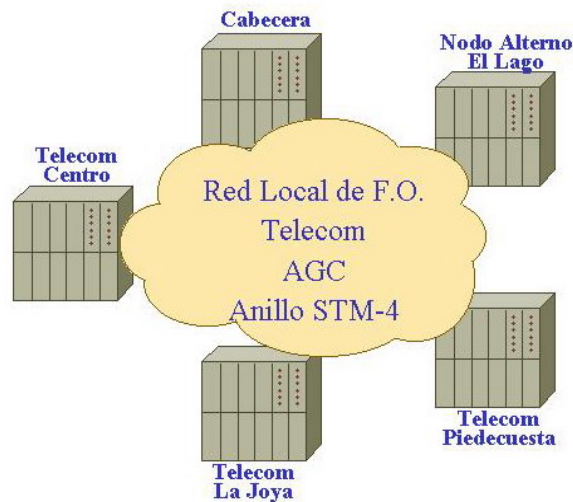 Cabecera
Nodo Alterno
El Lago
Telecom
Centro
Red Local de F.O.
Telecom
AGC
Anillo STM-4
Telecom
Piedecuesta
Telecom
La Joya